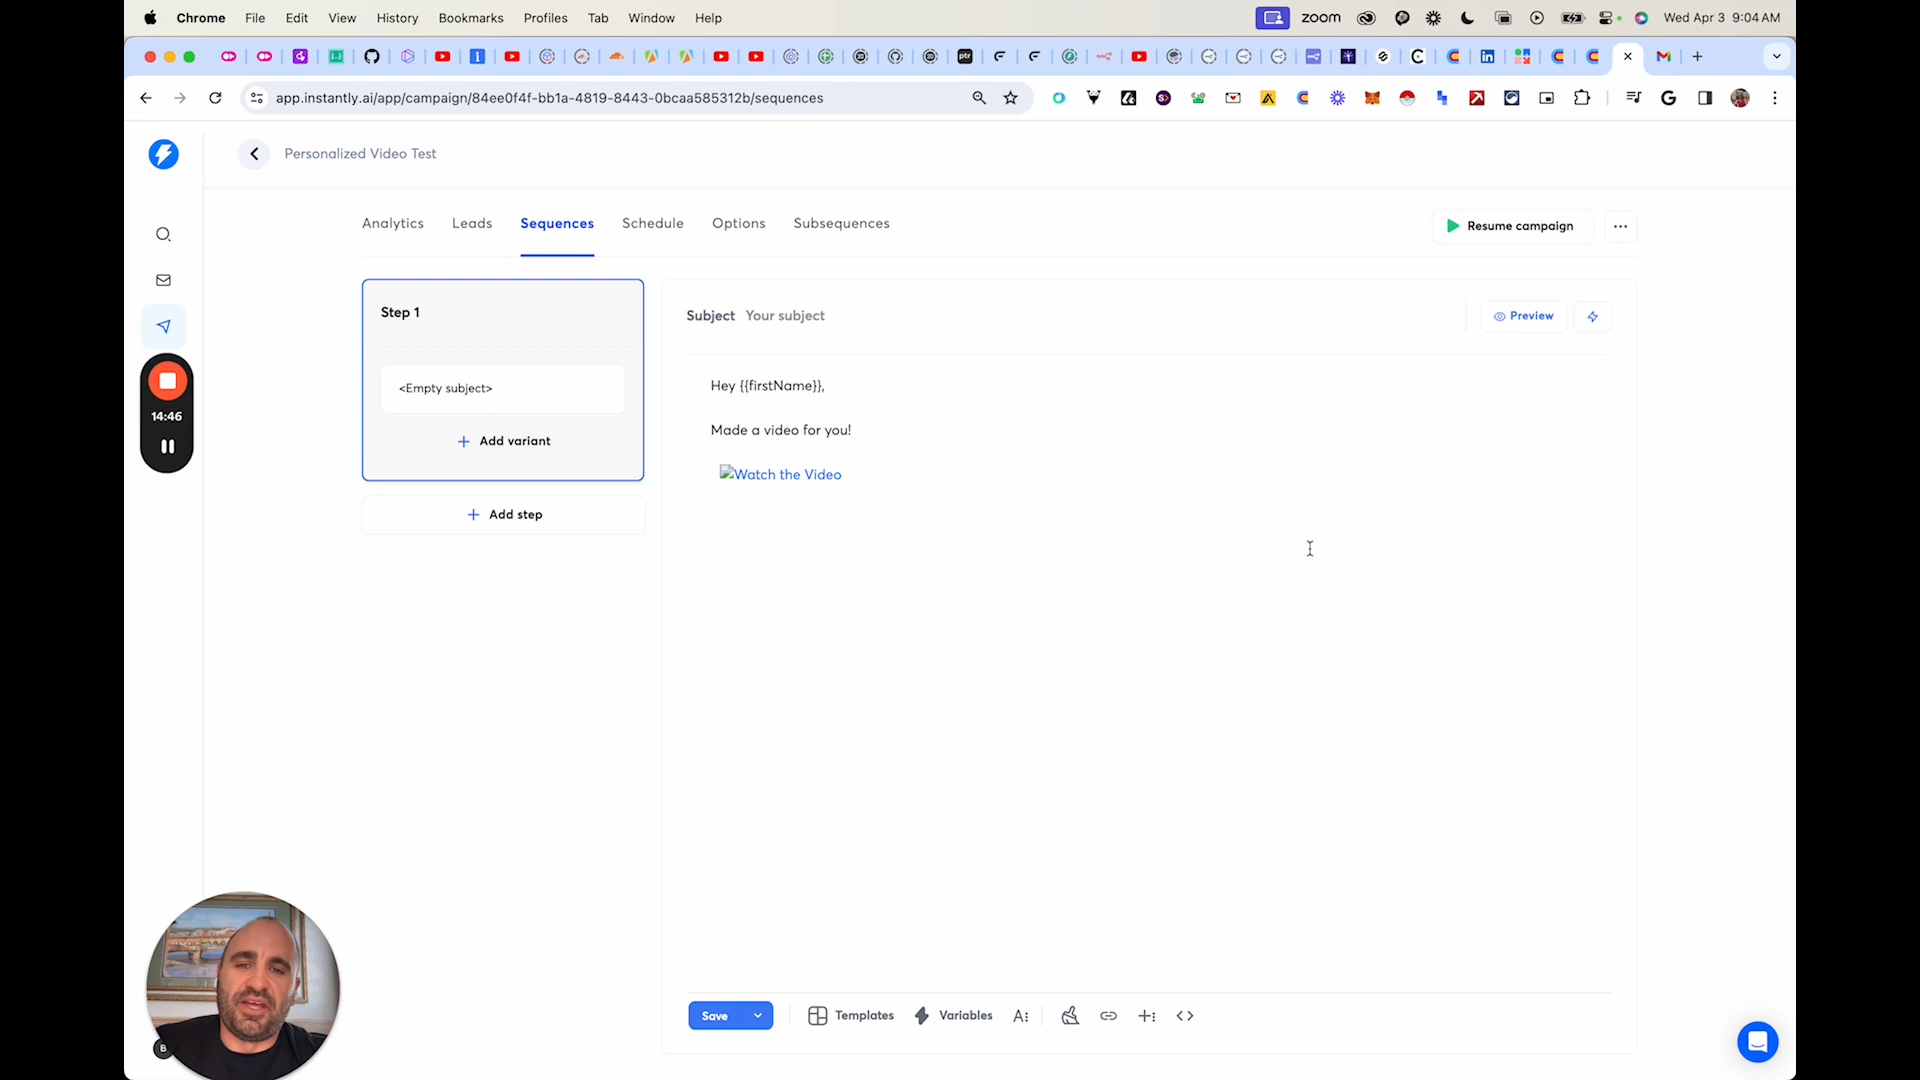 Chrome File Edit View History Bookmarks Profiles Tab Window Help zoom Wed Apr 3 9:04 AM
ptr
app.instantly.ai/app/campaign/84ee0f4f-bb1a-4819-8443-0bcaa585312b/sequences
Personalized Video Test
Analytics Leads Sequences Schedule Options Subsequences Resume campaign
Step 1
Subject Your subject Preview
<Empty subject>
Hey {{firstName}},
14:46
Made a video for you!
Add variant
Watch the Video
Add step
Save Templates Variables
B